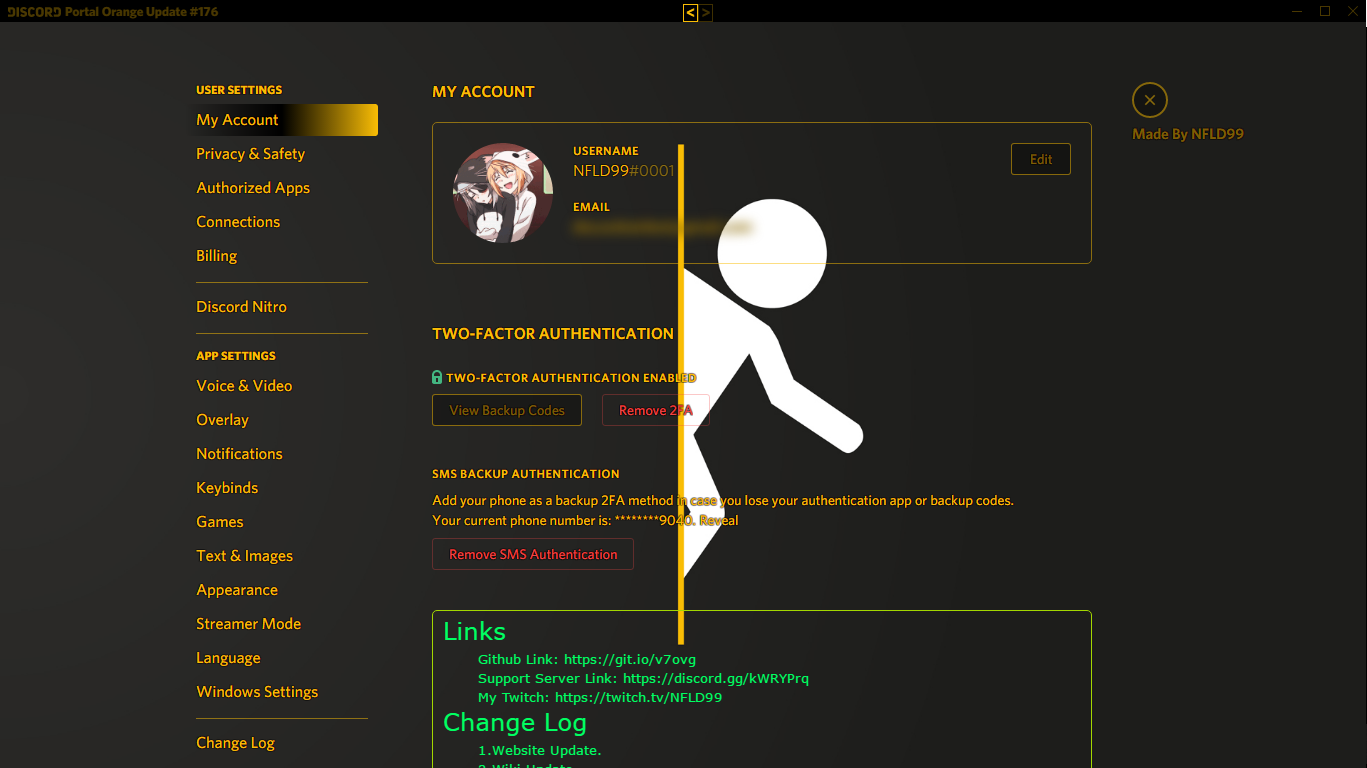 DISCORD Portal Orange Update #176
< >
USER SETTINGS
My Account
Privacy & Safety
Authorized Apps
Connections
Billing
Discord Nitro
APP SETTINGS
Voice & Video
Overlay
Notifications
Keybinds
Games
Text & Images
Appearance
Streamer Mode
Language
Windows Settings
Change Log
MY ACCOUNT
USERNAME
NFLD99#0001
Edit
EMAIL
TWO-FACTOR AUTHENTICATION
TWO-FACTOR AUTHENTICATION ENABLED
View Backup Codes
Remove 2FA
SMS BACKUP AUTHENTICATION
Add your phone as a backup 2FA method in case you lose your authentication app or backup codes.
Your current phone number is: ********9040. Reveal
Remove SMS Authentication
Links
Github Link: https://git.io/v7ovg
Support Server Link: https://discord.gg/kWRYPrq
My Twitch: https://twitch.tv/NFLD99
Change Log
1.Website Update.
2.Wiki Update.
Made By NFLD99